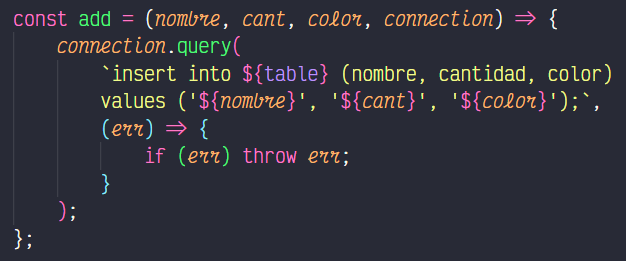 const add = (nombre, cant, color, connection) => {
connection.query(
`insert into ${table} (nombre, cantidad, color)
values ('${nombre}', '${cant}', '${color}');`,
(err) => {
if (err) throw err;
}
);
};